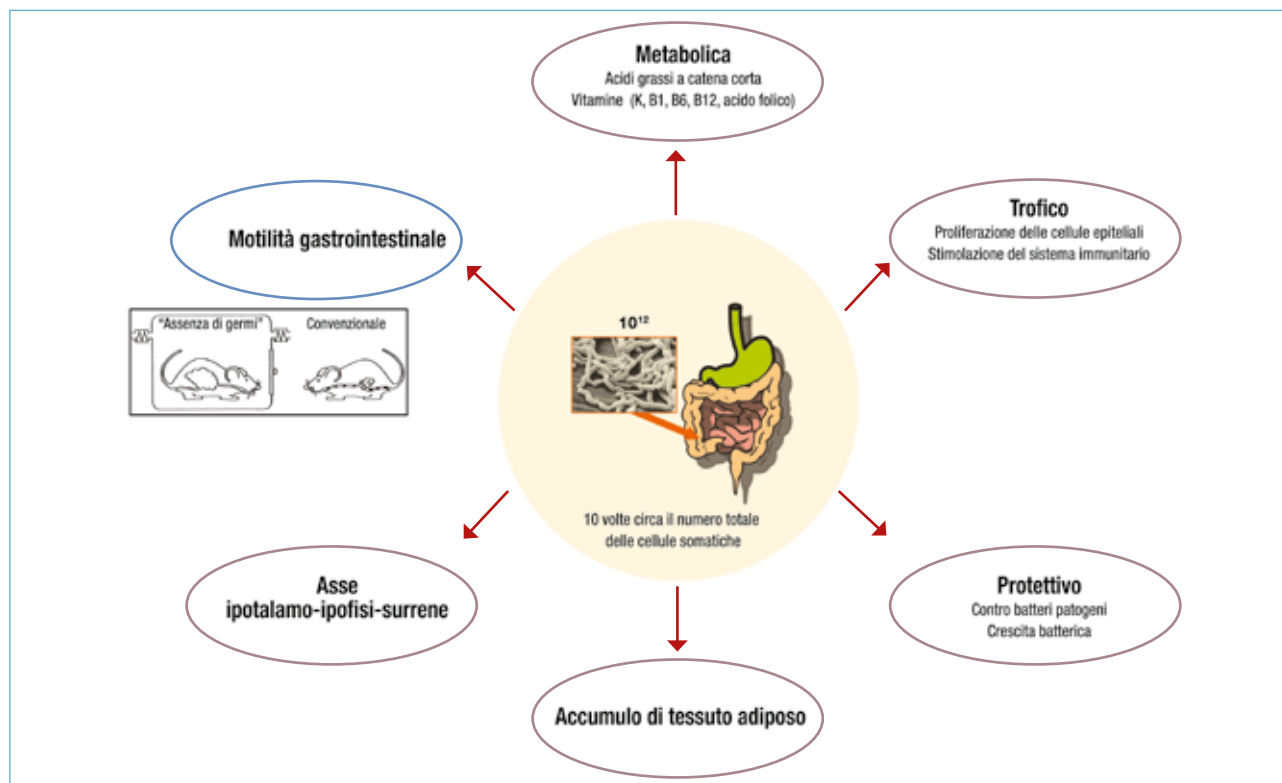 Metabolica
Acidi grassi a catena corta
Vitamine (K, B1, B6, B12, acido folico)
Motilità gastrointestinale
Trofico
Proliferazione delle cellule epiteliali
Stimolazione del sistema immunitario
"Assenza di germi"
Convenzionale
10¹²
10 volte circa il numero totale
delle cellule somatiche
Asse
ipotalamo-ipofisi-surrene
Protettivo
Contro batteri patogeni
Crescita batterica
Accumulo di tessuto adiposo